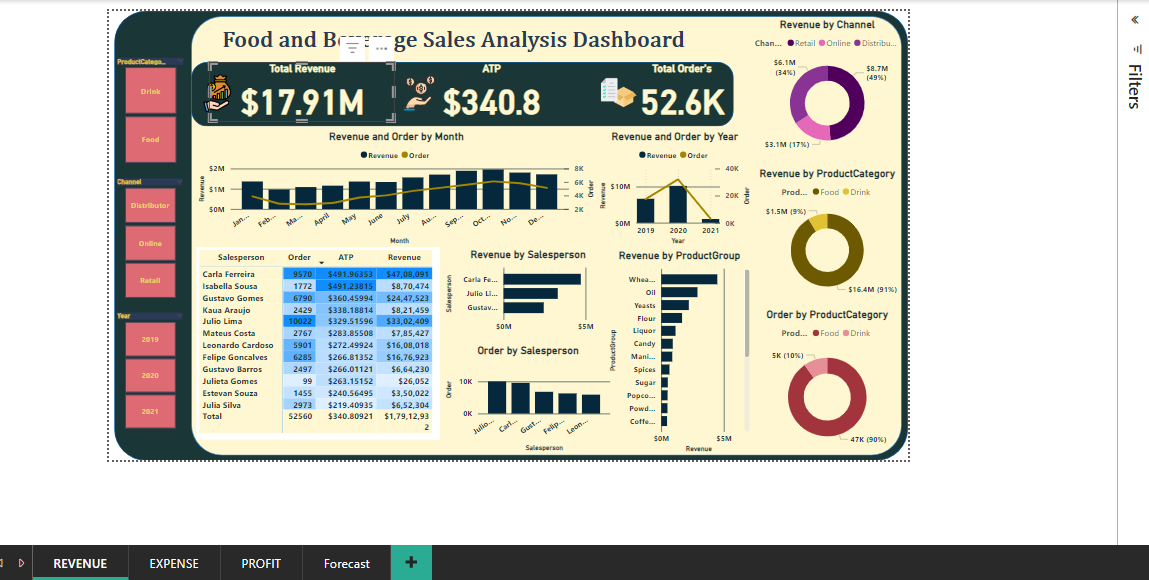 Food and Be
ge Sales Analysis Dashboard
ProductCatego...
Drink
Food
Channel
Distributor
Online
Retail
Year
2019
2020
2021
Total Revenue
$17.91M
ATP
$340.8
Total Order's
52.6K
Revenue and Order by Month
Revenue Order
Revenue
$2M
$1M
$0M
8K
6K
4K
2K
Order
Jan... Feb... Ma... April May June July Au... Sep... Oct... No... De...
Month
Revenue and Order by Year
Revenue Order
Revenue
$10M
$0M
40K
20K
0K
Order
2019 2020 2021
Year
Salesperson Order ATP Revenue
Carla Ferreira 9570 $491.96353 $47,08,091
Isabella Sousa 1772 $491.23815 $8,70,474
Gustavo Gomes 6790 $360.45994 $24,47,523
Kaua Araujo 2429 $338.18814 $8,21,459
Julio Lima 10022 $329.51596 $33,02,409
Mateus Costa 2767 $283.85508 $7,85,427
Leonardo Cardoso 5901 $272.49924 $16,08,018
Felipe Goncalves 6285 $266.81352 $16,76,923
Gustavo Barros 2497 $266.01121 $6,64,230
Julieta Gomes 99 $263.15152 $26,052
Estevan Souza 1455 $240.56495 $3,50,022
Julia Silva 2973 $219.40935 $6,52,304
Total 52560 $340.80921 $1,79,12,93
2
Revenue by Salesperson
Salesperson
Carla Fe...
Julio Li...
Gustav...
$0M $5M
Order by Salesperson
Order
10K
0K
Julio... Carl... Gust... Felip... Leon...
Salesperson
Revenue by ProductGroup
ProductGroup
Whea...
Oil
Yeasts
Flour
Liquor
Candy
Mani...
Spices
Sugar
Popco...
Powd...
Coffe...
$0M $5M
Revenue
Revenue by Channel
Chan... Retail Online Distribu...
$6.1M
(34%)
$8.7M
(49%)
$3.1M (17%)
Revenue by ProductCategory
Prod... Food Drink
$1.5M (9%)
$16.4M (91%)
Order by ProductCategory
Prod... Food Drink
5K (10%)
47K (90%)
Filters
REVENUE EXPENSE PROFIT Forecast